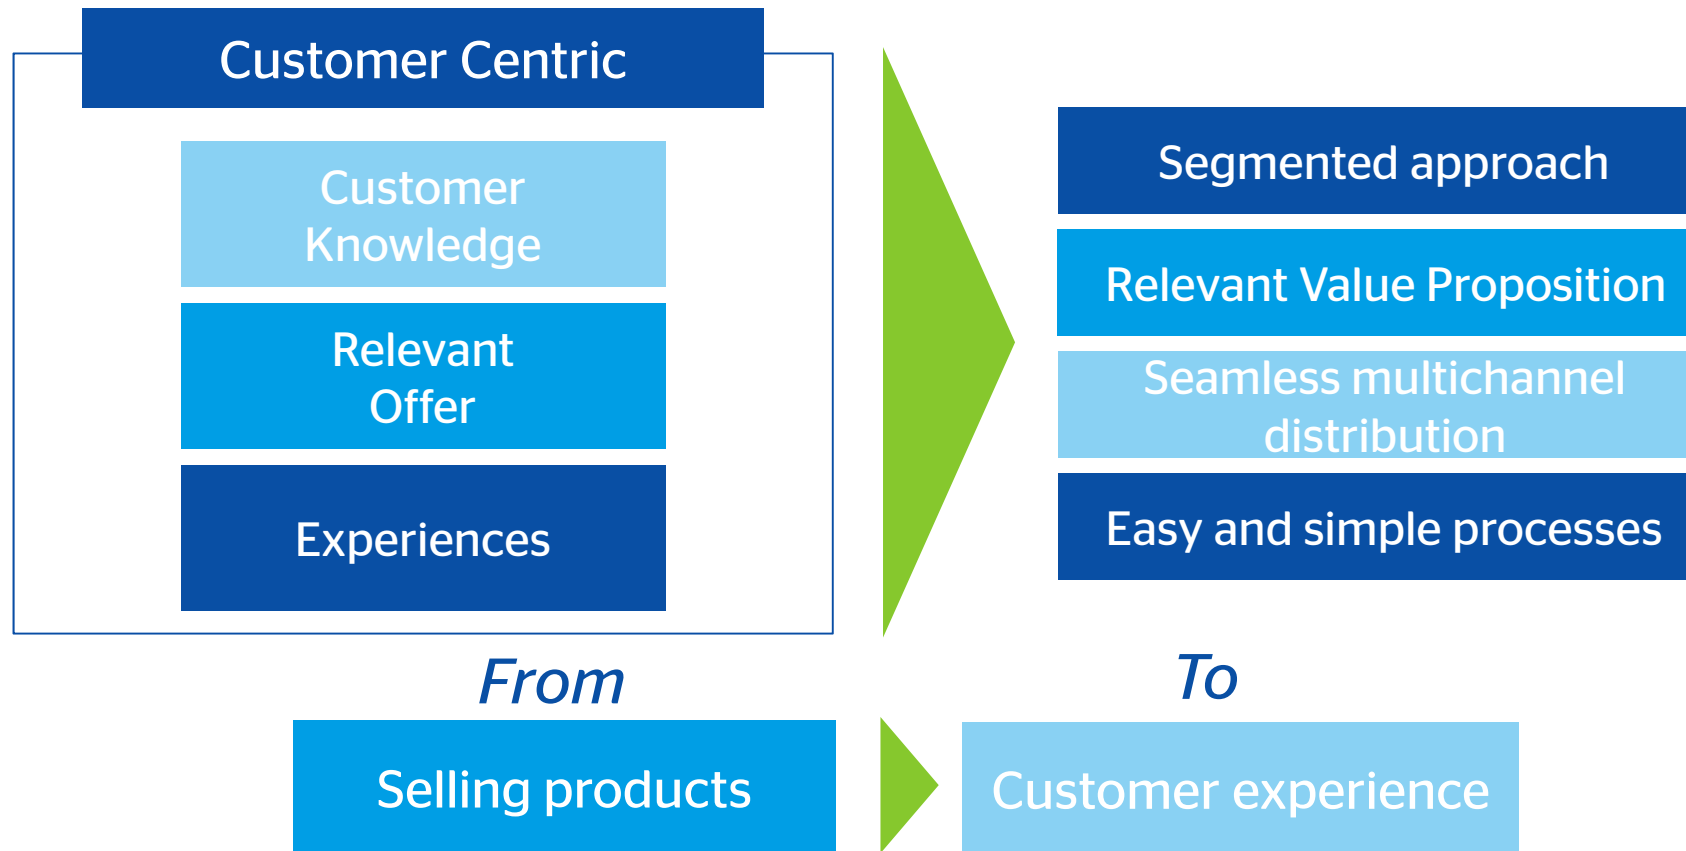 Customer Centric
Customer
Knowledge
Relevant
Offer
Experiences
Segmented approach
Relevant Value Proposition
Seamless multichannel
distribution
Easy and simple processes
From
To
Selling products
Customer experience